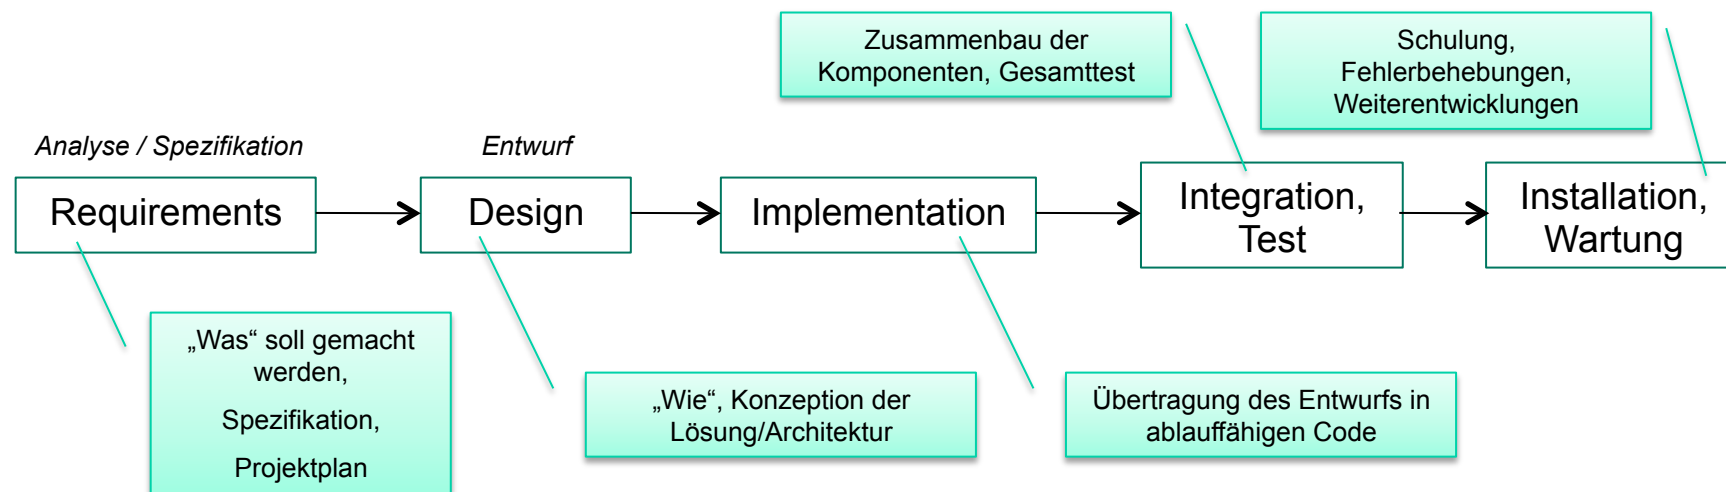 Zusammenbau der
Komponenten, Gesamttest
Schulung,
Fehlerbehebungen,
Weiterentwicklungen
Analyse / Spezifikation
Entwurf
Requirements
Design
Implementation
Integration,
Test
Installation,
Wartung
„Was“ soll gemacht
werden,
Spezifikation,
Projektplan
„Wie“, Konzeption der
Lösung/Architektur
Übertragung des Entwurfs in
ablauffähigen Code